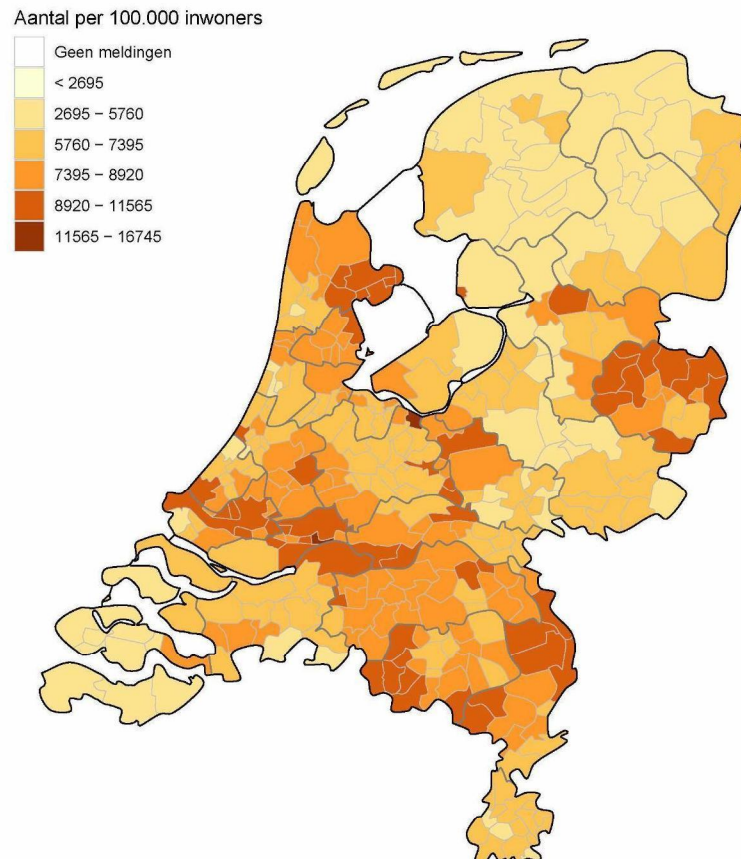 Aantal per 100.000 inwoners
Geen meldingen
< 2695
2695 – 5760
5760 – 7395
7395 – 8920
8920 – 11565
11565 – 16745